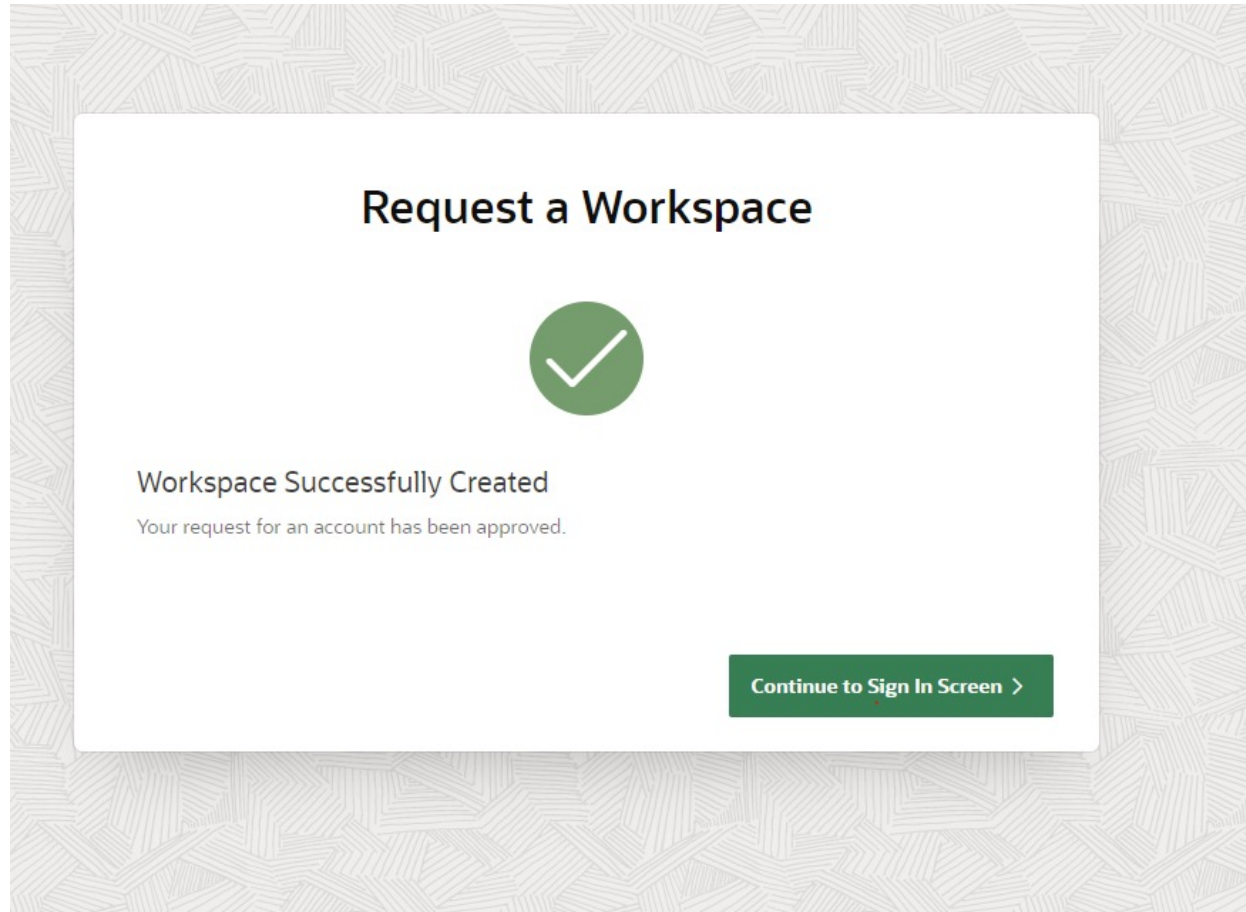 Request a Workspace
Workspace Successfully Created
Your request for an account has been approved.
Continue to Sign In Screen